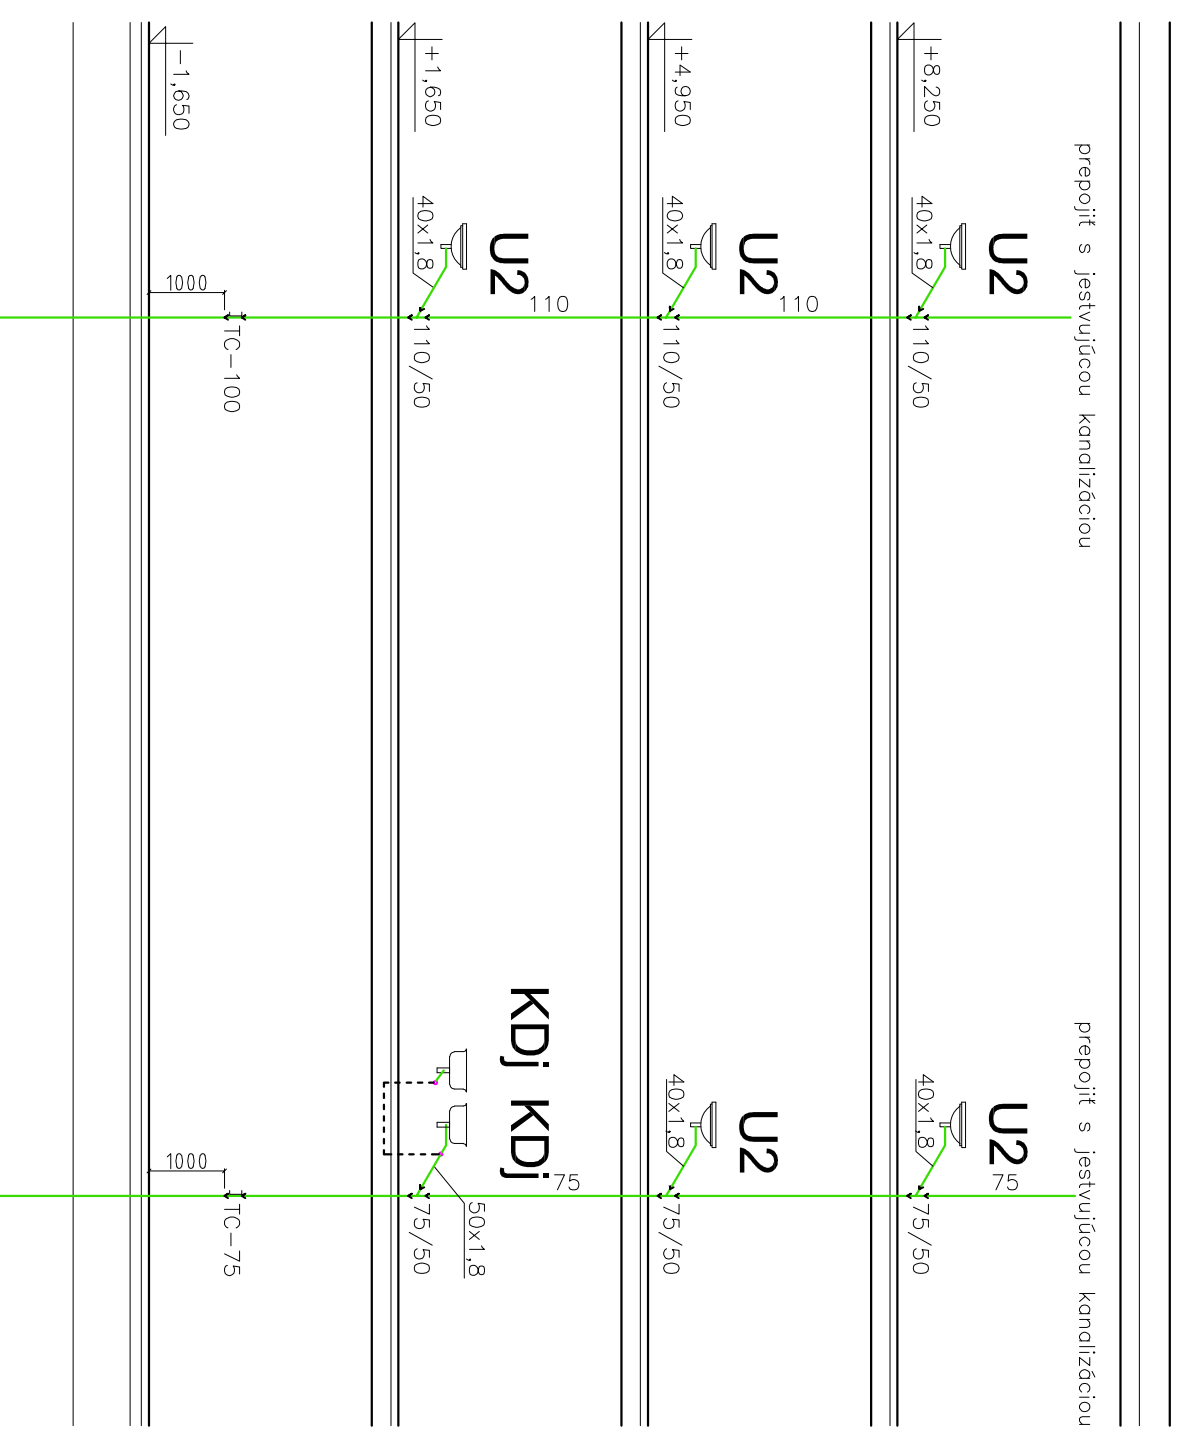 prepojiť s jestvujúcou kanalizáciou
prepojiť s jestvujúcou kanalizáciou
+8,250
U2
40x1,8
110/50
U2
40x1,8
75
75/50
110
+4,950
U2
40x1,8
110/50
U2
40x1,8
75/50
110
+1,650
U2
40x1,8
110/50
KDj KDj
75
50x1,8
75/50
-1,650
1000
TC-100
1000
TC-75